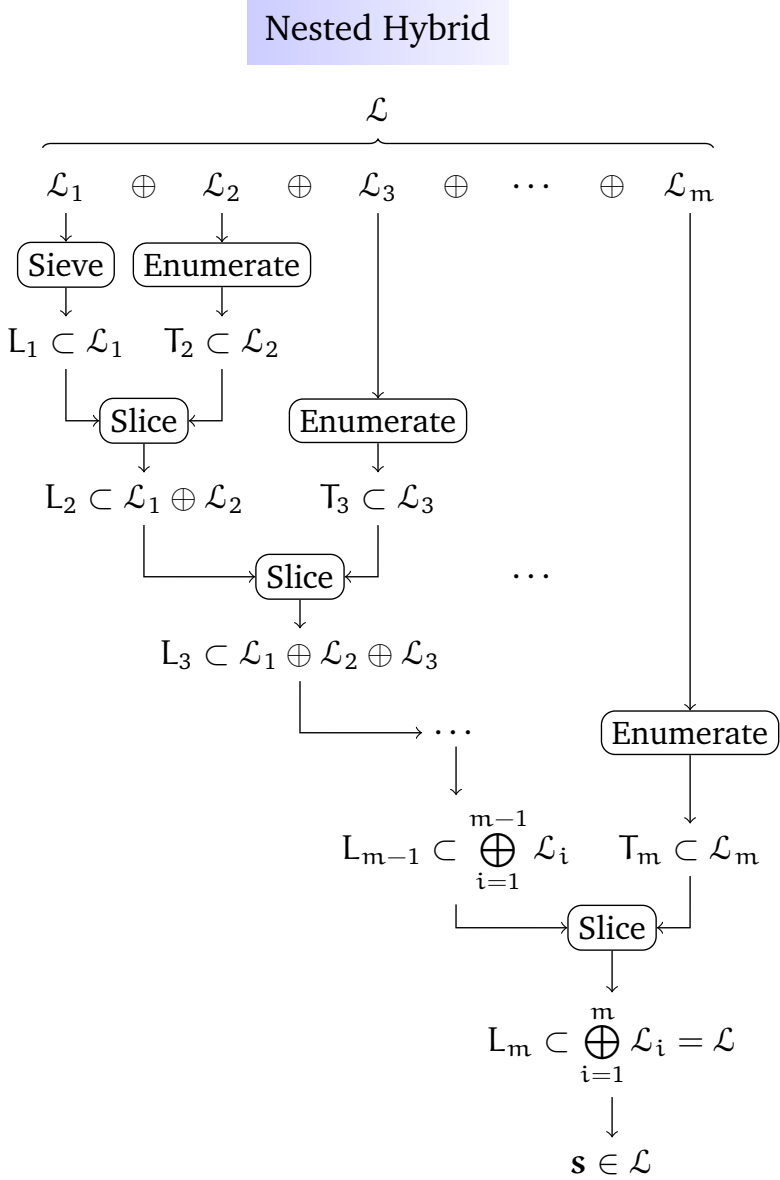 Nested Hybrid
ℒ
ℒ₁ ⊕ ℒ₂ ⊕ ℒ₃ ⊕ ⋯ ⊕ ℒₘ
Sieve Enumerate
L₁ ⊂ ℒ₁ T₂ ⊂ ℒ₂
Slice Enumerate
L₂ ⊂ ℒ₁ ⊕ ℒ₂ T₃ ⊂ ℒ₃
Slice ⋯
L₃ ⊂ ℒ₁ ⊕ ℒ₂ ⊕ ℒ₃
⋯ Enumerate
Lₘ₋₁ ⊂ ⨁ᵢ₌₁ᵐ⁻¹ ℒᵢ Tₘ ⊂ ℒₘ
Slice
Lₘ ⊂ ⨁ᵢ₌₁ᵐ ℒᵢ = ℒ
s ∈ ℒ